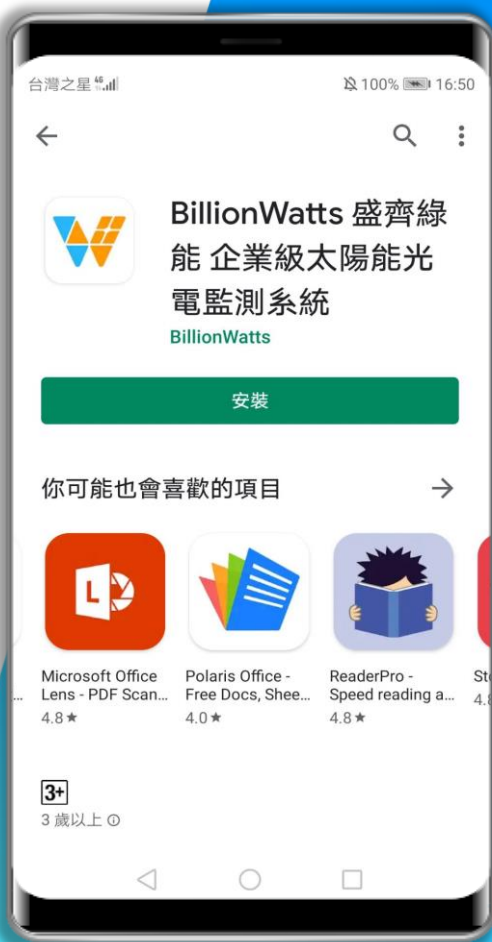 台灣之星 4G 100% 16:50
BillionWatts 盛齊綠
能 企業級太陽能光
電監測系統
BillionWatts
安裝
你可能也會喜歡的項目
Microsoft Office
Lens - PDF Scan...
4.8★
Polaris Office -
Free Docs, Shee...
4.0★
ReaderPro -
Speed reading a...
4.8★
3+
3 歲以上